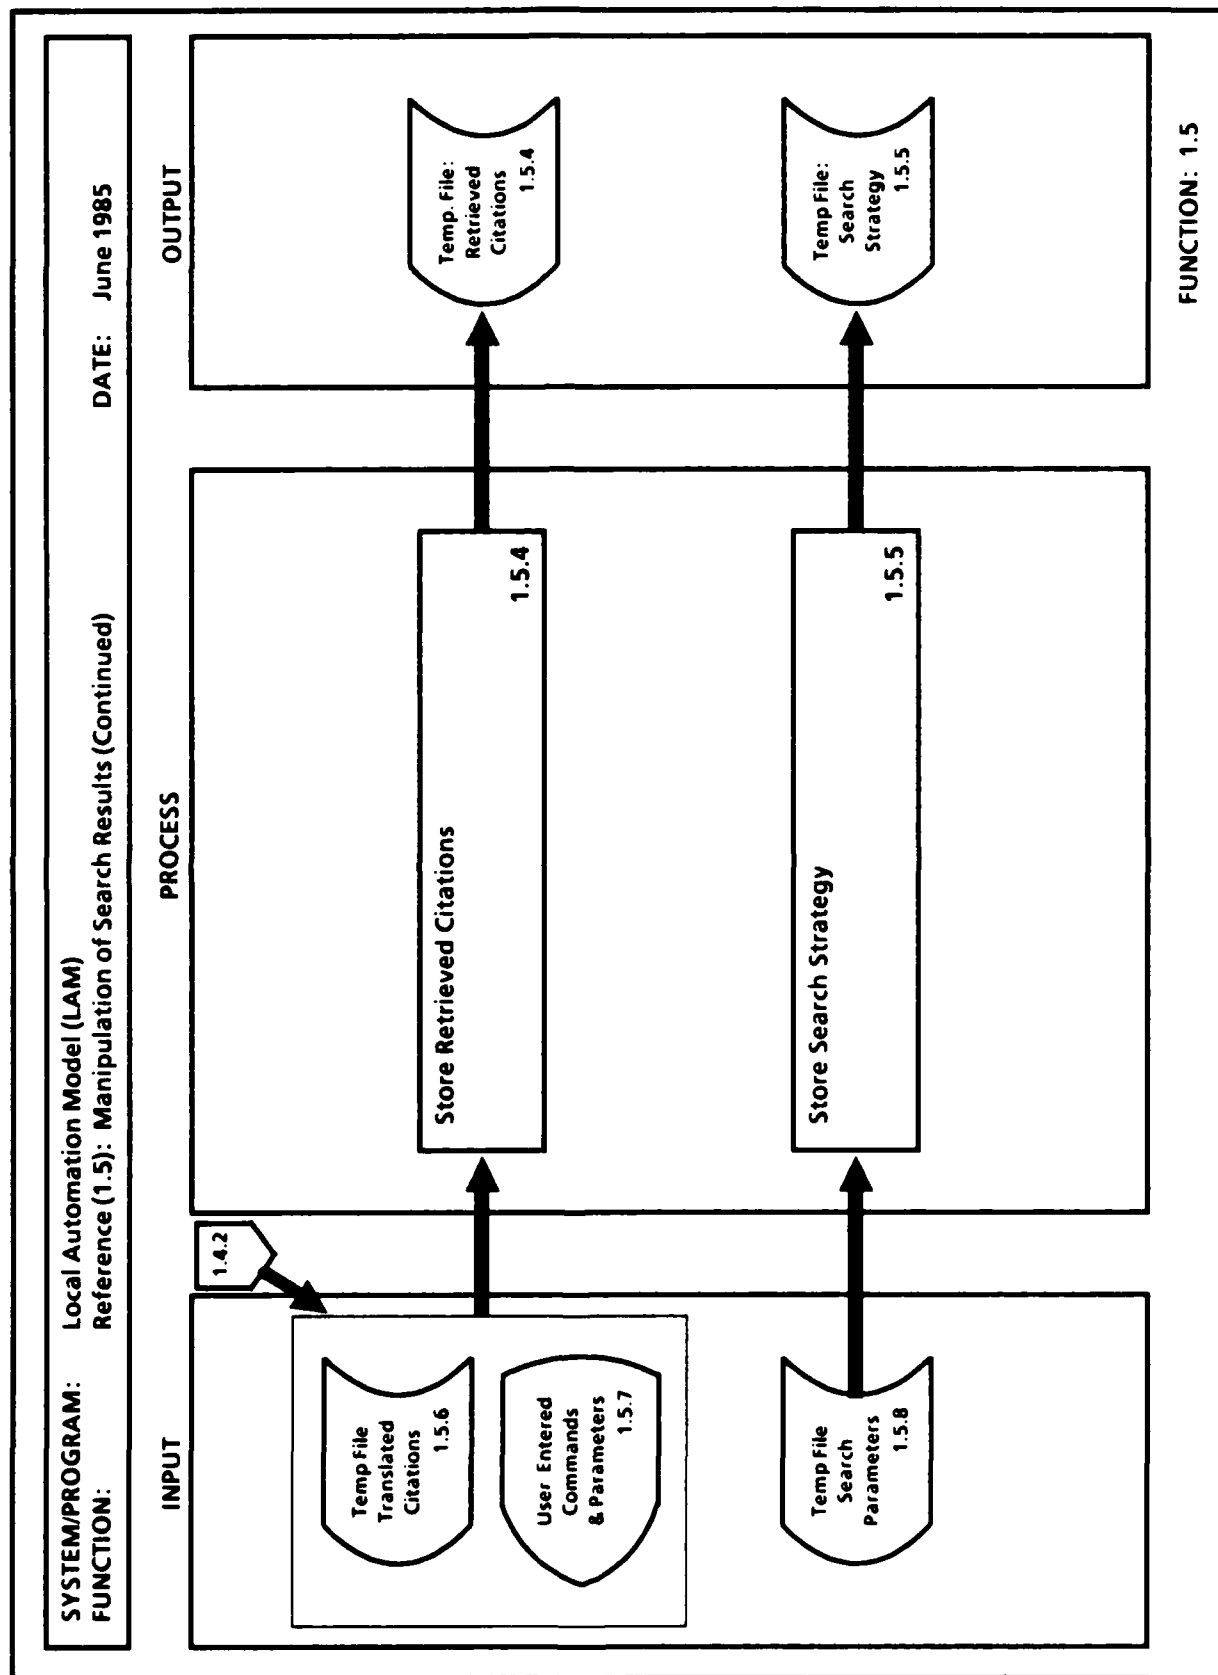 SYSTEM/PROGRAM: Local Automation Model (LAM)
FUNCTION: Reference (1.5): Manipulation of Search Results (Continued) DATE: June 1985
INPUT
PROCESS
OUTPUT
1.4.2
Temp File
Translated
Citations
1.5.6
User Entered
Commands
& Parameters
1.5.7
Store Retrieved Citations
1.5.4
Temp. File:
Retrieved
Citations
1.5.4
Temp File
Search
Parameters
1.5.8
Store Search Strategy
1.5.5
Temp File:
Search
Strategy
1.5.5
FUNCTION: 1.5